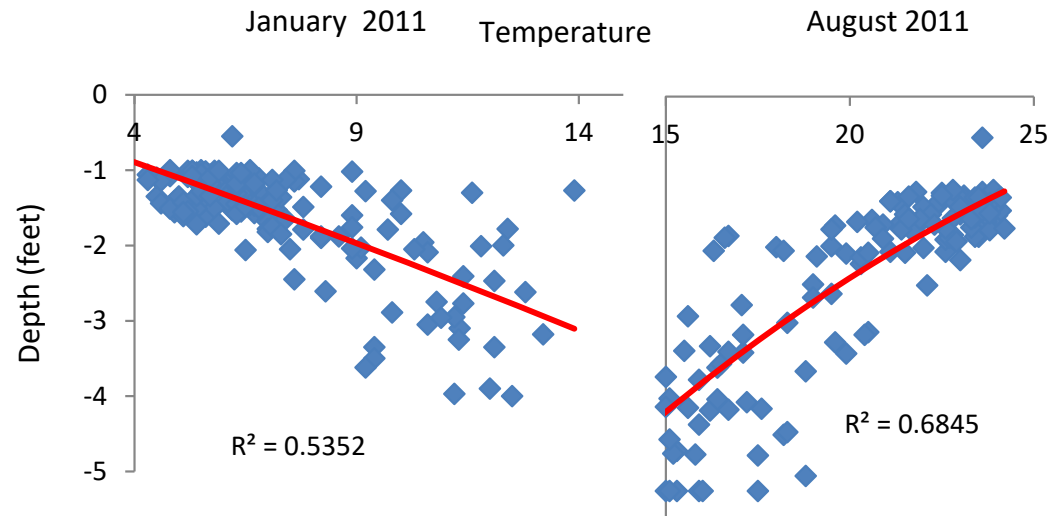 January 2011
Temperature
August 2011
Depth (feet)
0
-1
-2
-3
-4
-5
4
9
14
R² = 0.5352
15
20
25
R² = 0.6845